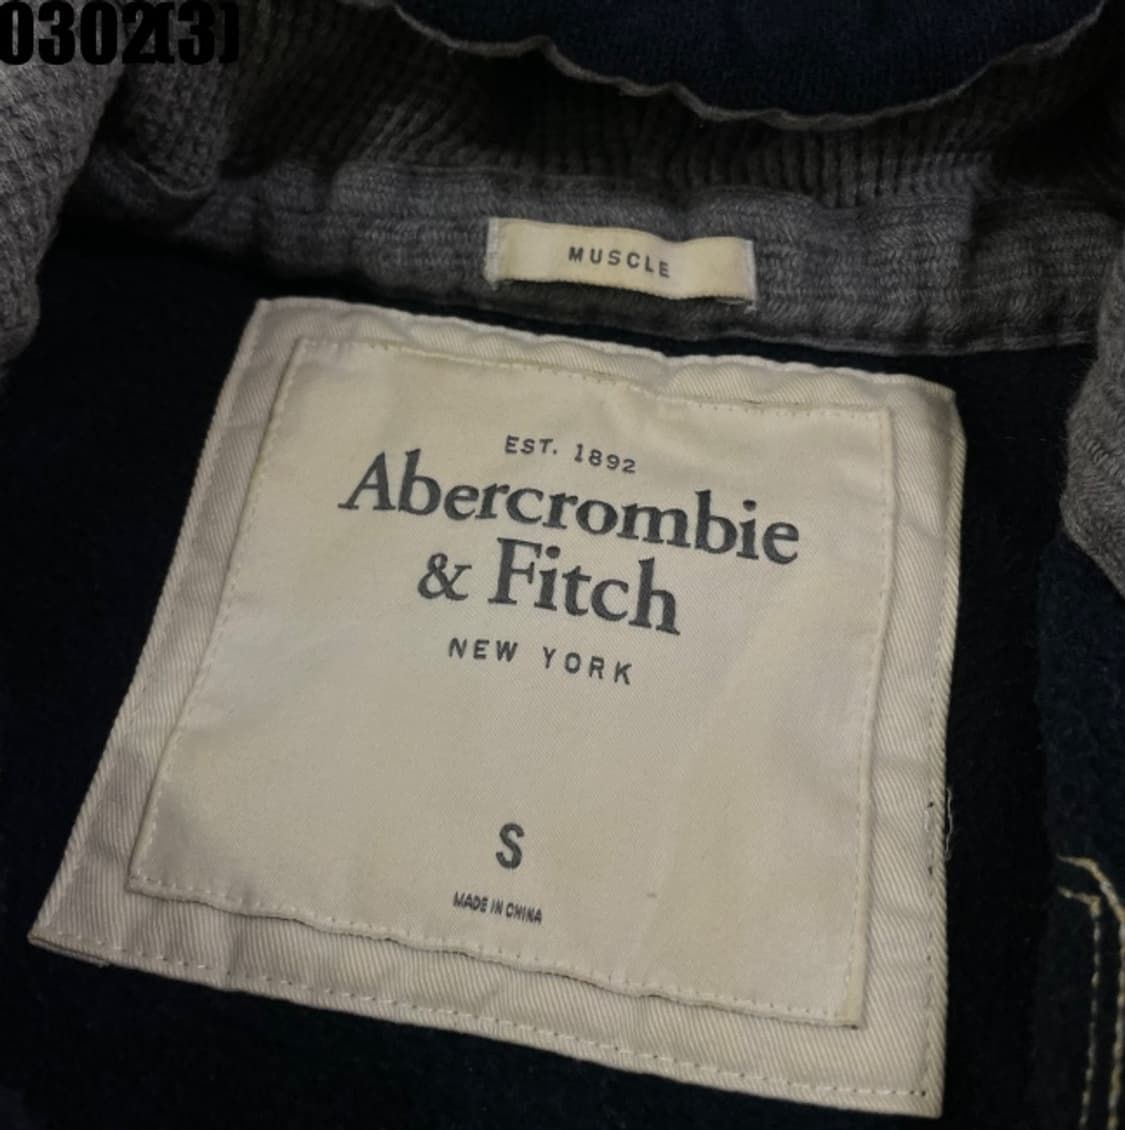 0302(3)
MUSCLE
EST. 1892
Abercrombie
& Fitch
NEW YORK
S
MADE IN CHINA